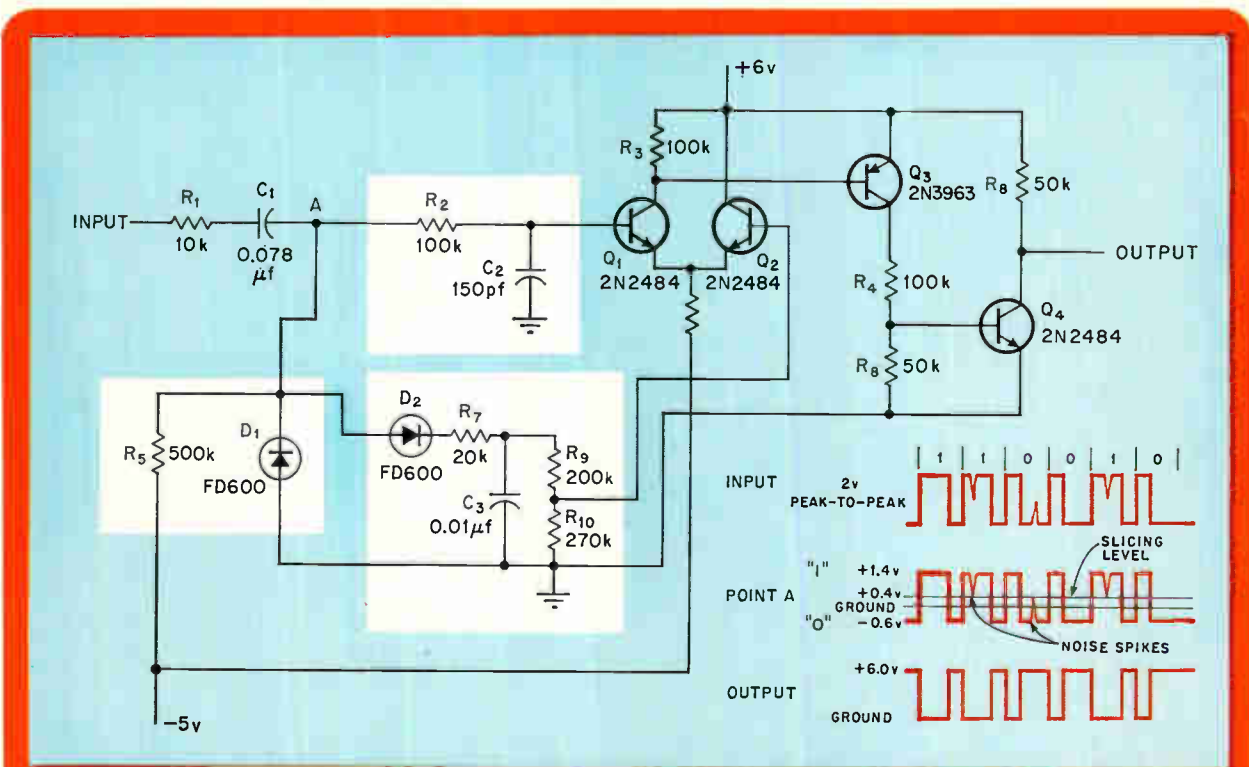 +6v
R3 100k
R1
10k
C1
0.078
μf
A
INPUT
R2
100k
C2
150pf
Q1
2N2484
Q2
2N2484
Q3
2N3963
R8 50k
OUTPUT
R4 100k
Q4
2N2484
R8 50k
R5 500k
D1
FD600
D2
FD600
R7
20k
C3
0.01μf
R9
200k
R10
270k
-5v
1 1 0 0 1 0
INPUT 2v
PEAK-TO-PEAK
SLICING
LEVEL
POINT A
"1" +1.4v
+0.4v
GROUND
"0" -0.6v
NOISE SPIKES
OUTPUT
+6.0v
GROUND